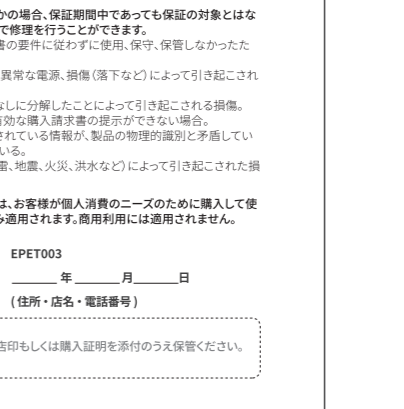 かの場合、保証期間中であっても保証の対象とはな
で修理を行うことができます。
書の要件に従わずに使用、保守、保管しなかったた
異常な電源、損傷（落下など）によって引き起こされ
なしに分解したことによって引き起こされる損傷。
有効な購入請求書の提示ができない場合。
されている情報が、製品の物理的識別と矛盾してい
いる。
雷、地震、火災、洪水など）によって引き起こされた損
は、お客様が個人消費のニーズのために購入して使
み適用されます。商用利用には適用されません。
EPET003
________ 年 ________ 月________日
( 住所・店名・電話番号 )
店印もしくは購入証明を添付のうえ保管ください。